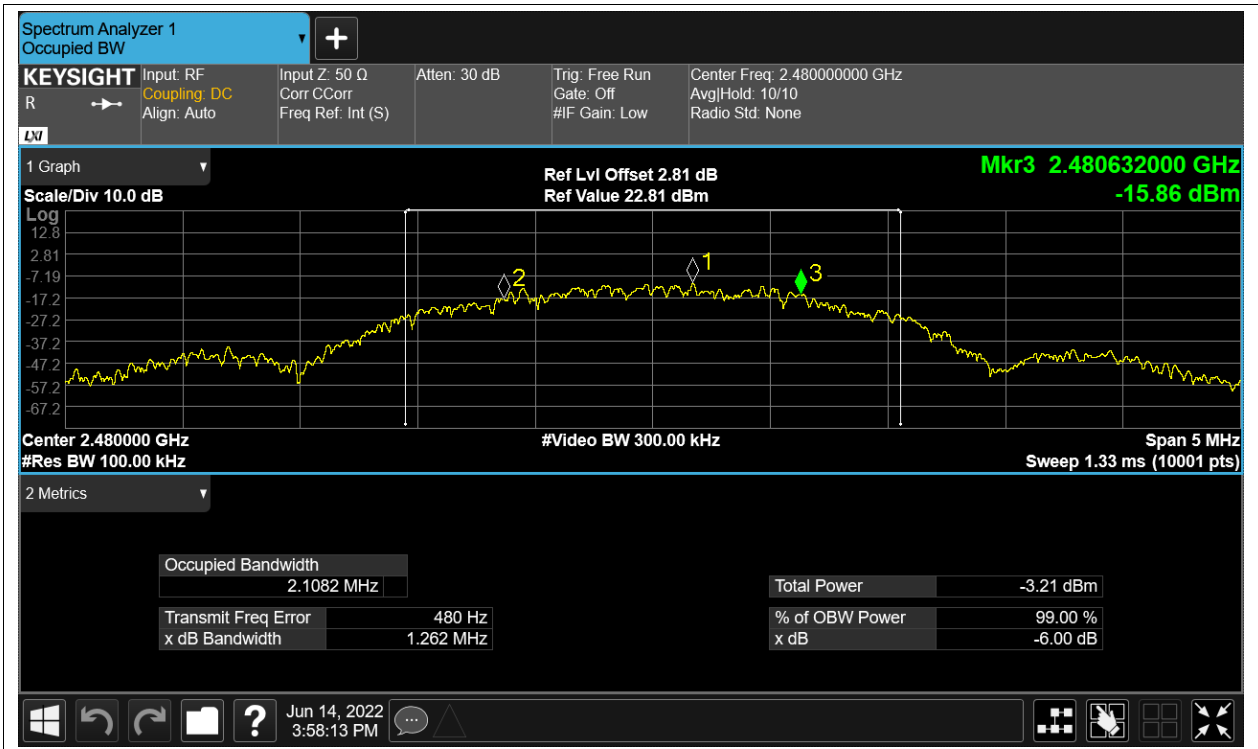 Spectrum Analyzer 1
Occupied BW
KEYSIGHT
R
LXI
Input: RF
Coupling: DC
Align: Auto
Input Z: 50 Ω
Corr CCorr
Freq Ref: Int (S)
Atten: 30 dB
Trig: Free Run
Gate: Off
#IF Gain: Low
Center Freq: 2.480000000 GHz
Avg|Hold: 10/10
Radio Std: None
1 Graph
Scale/Div 10.0 dB
Ref Lvl Offset 2.81 dB
Ref Value 22.81 dBm
Mkr3 2.480632000 GHz
-15.86 dBm
Log
12.8
2.81
-7.19
-17.2
-27.2
-37.2
-47.2
-57.2
-67.2
1
2
3
Center 2.480000 GHz
#Res BW 100.00 kHz
#Video BW 300.00 kHz
Span 5 MHz
Sweep 1.33 ms (10001 pts)
2 Metrics
Occupied Bandwidth
2.1082 MHz
Transmit Freq Error 480 Hz
x dB Bandwidth 1.262 MHz
Total Power -3.21 dBm
% of OBW Power 99.00 %
x dB -6.00 dB
?
Jun 14, 2022
3:58:13 PM